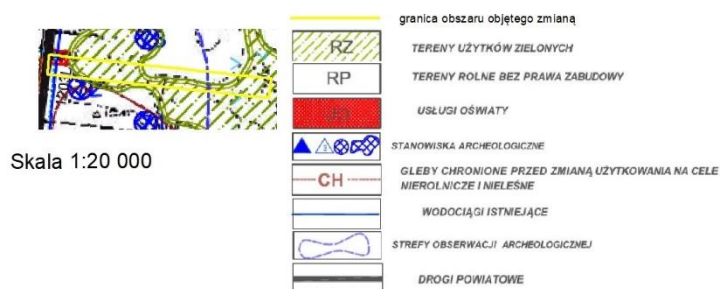 granica obszaru objętego zmianą
RZ
TERENY UŻYTKÓW ZIELONYCH
RP
TERENY ROLNE BEZ PRAWA ZABUDOWY
USŁUGI OŚWIATY
STANOWISKA ARCHEOLOGICZNE
CH
GLEBY CHRONIONE PRZED ZMIANĄ UŻYTKOWANIA NA CELE
NIEROLNICZE I NIELEŚNE
WODOCIĄGI ISTNIEJĄCE
STREFY OBSERWACJI ARCHEOLOGICZNEJ
DROGI POWIATOWE
Skala 1:20 000